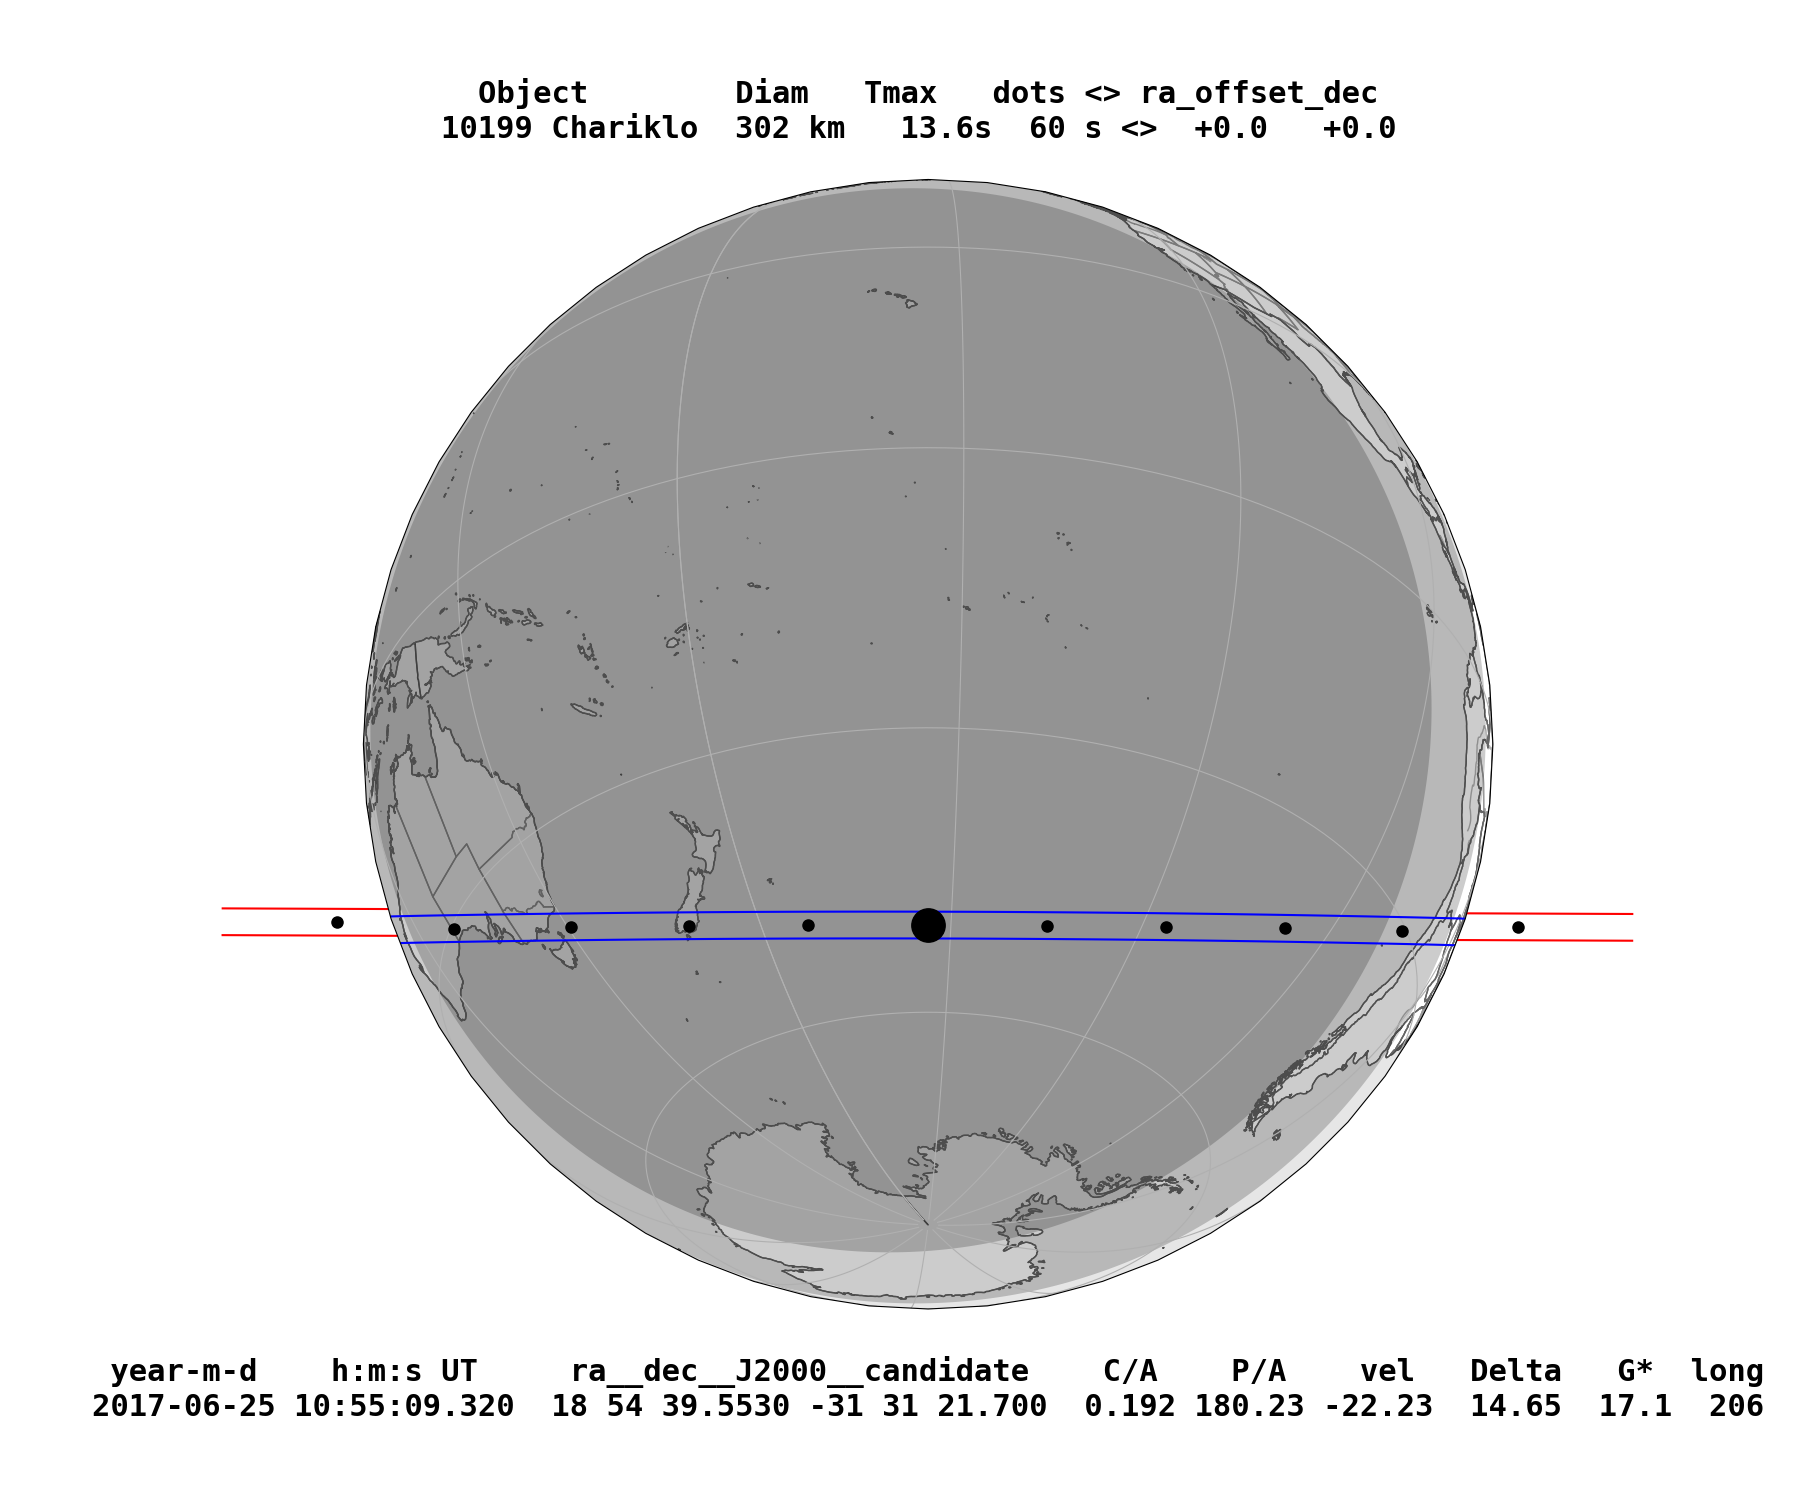 Object Diam Tmax dots <> ra_offset_dec
10199 Chariklo 302 km 13.6s 60 s <> +0.0 +0.0
year-m-d h:m:s UT ra__dec__J2000__candidate C/A P/A vel Delta G* long
2017-06-25 10:55:09.320 18 54 39.5530 -31 31 21.700 0.192 180.23 -22.23 14.65 17.1 206